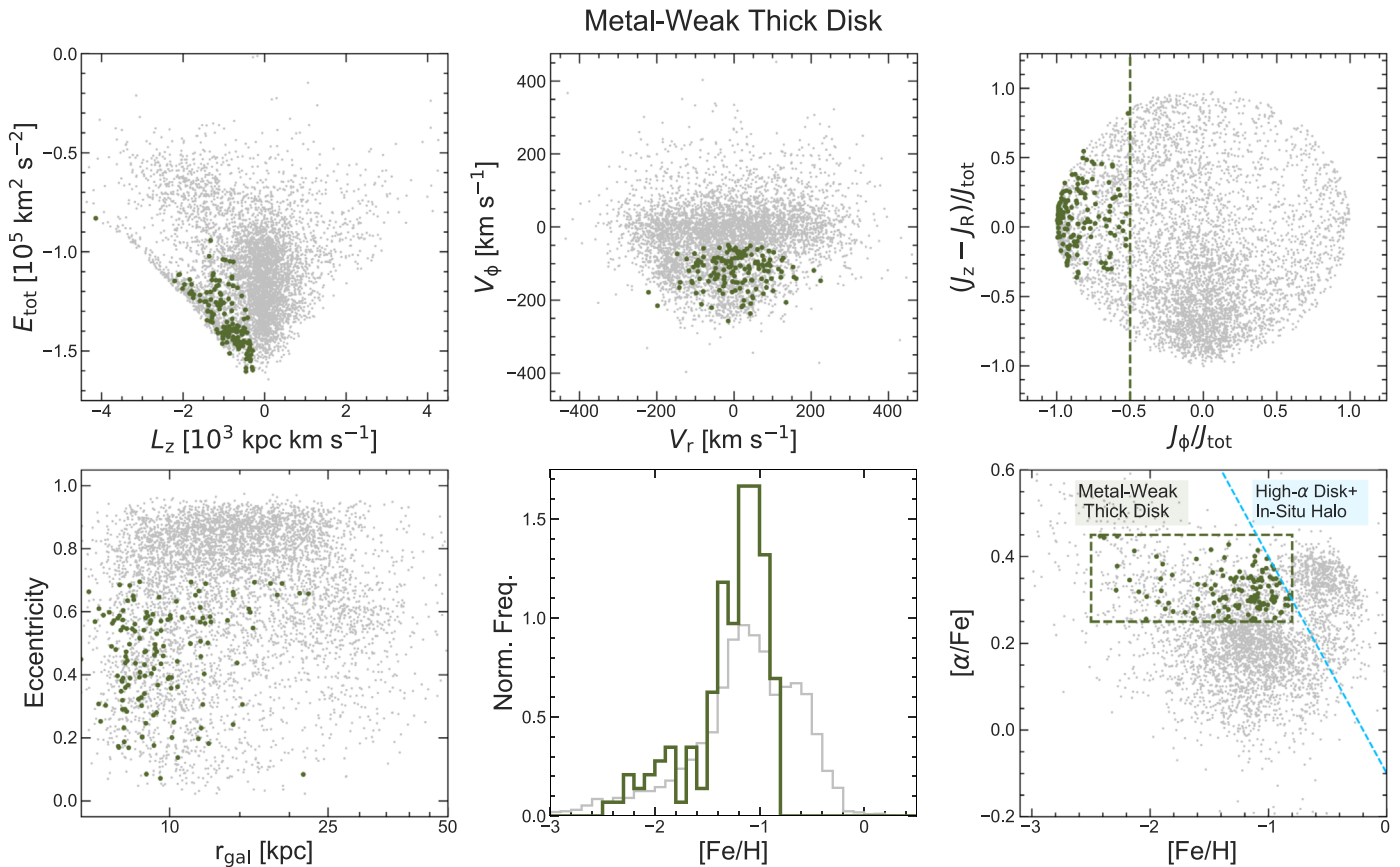 Metal-Weak Thick Disk
0.0
−0.5
−1.0
−1.5
E_tot [10^5 km^2 s^−2]
−4 −2 0 2 4
L_z [10^3 kpc km s^−1]
400
200
0
−200
−400
V_ϕ [km s^−1]
−400 −200 0 200 400
V_r [km s^−1]
1.0
0.5
0.0
−0.5
−1.0
(J_z − J_R)/J_tot
−1.0 −0.5 0.0 0.5 1.0
J_ϕ/J_tot
1.0
0.8
0.6
0.4
0.2
0.0
Eccentricity
10 25 50
r_gal [kpc]
1.5
1.0
0.5
0.0
Norm. Freq.
−3 −2 −1 0
[Fe/H]
0.6
0.4
0.2
0.0
−0.2
[α/Fe]
Metal-Weak
Thick Disk
High-α Disk+
In-Situ Halo
−3 −2 −1 0
[Fe/H]